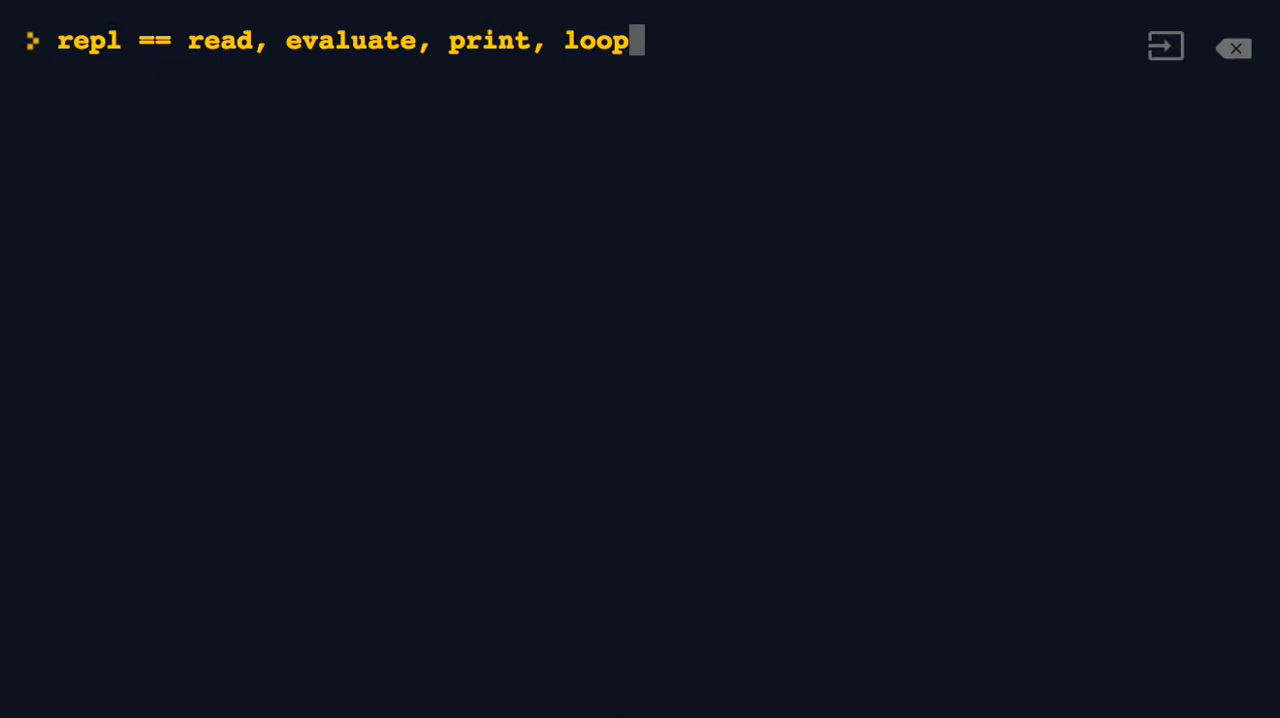 repl == read, evaluate, print, loop